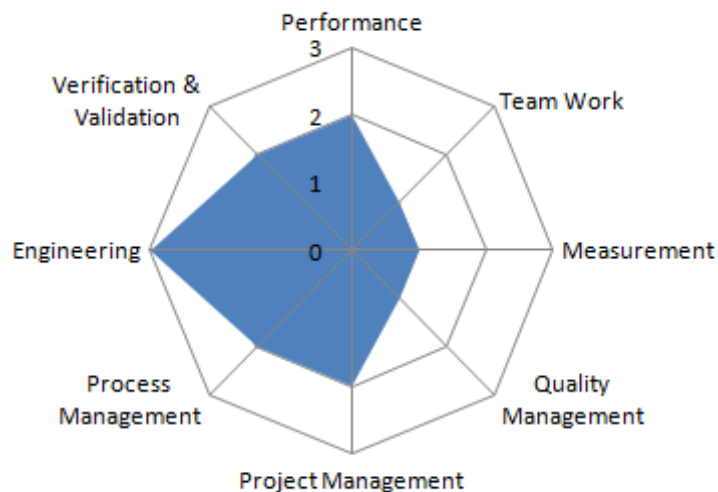 Performance
3
Verification &
Validation
Team Work
2
1
Engineering
0
Measurement
Process
Management
Quality
Management
Project Management